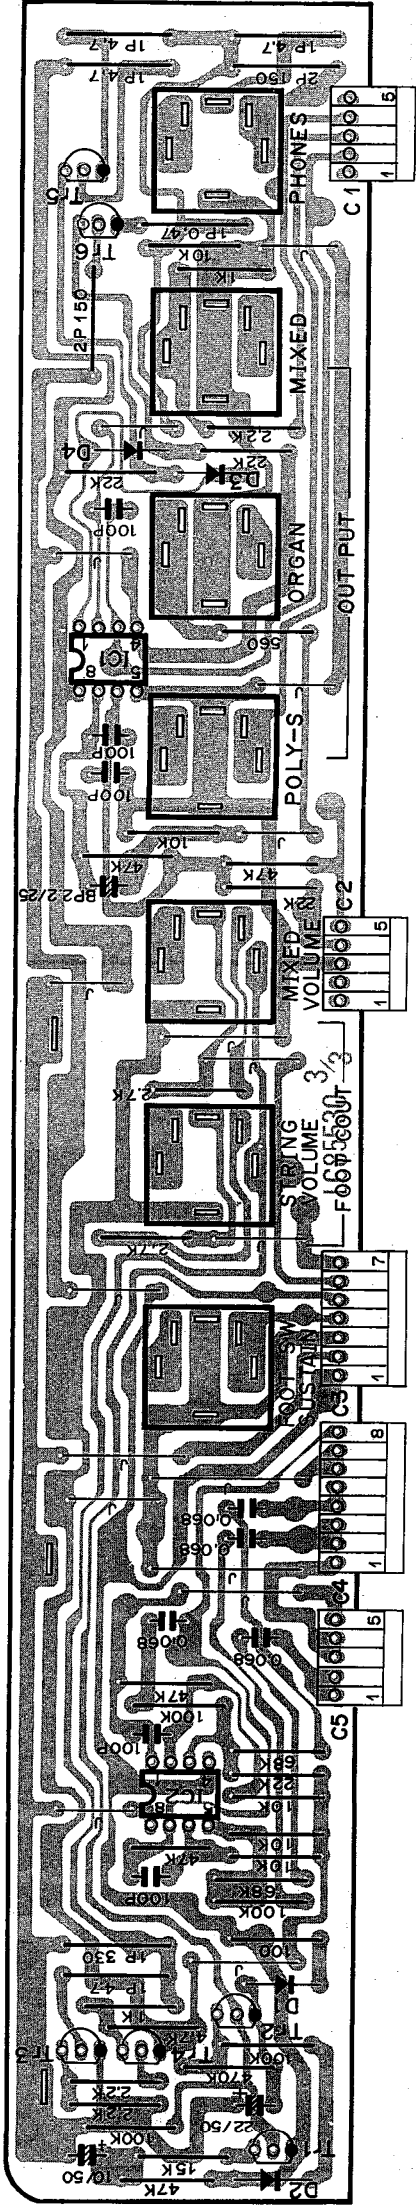 1P 4.7
1P 4.7
1P 4.7
2P 150
PHONES
5
1
C1
Tr5
Tr6
1P 0.47
10K
1K
2P 150
MIXED
J
J
2.2K
D4
22K
22K
D3
100P
J
ORGAN
OUT PUT
1
4
IC1
8
5
560
J
100P
100P
POLY-S
10K
J
47K
BP2.2/25
47K
22K
C2
MIXED
VOLUME
5
1
J
J
2.7K
3/3
STRING
VOLUME
FOOT COUT
2.7K
J
J
7
1
FOOT SW
SUSTAIN
C3
J
J
8
1
0.068
0.068
J
C4
0.068
0.068
5
1
C5
47K
100K
100P
68K
22K
10K
IC2
4
8
5
10K
47K
10K
100P
68K
100K
1P 330
100
1P 47
J
1K
D1
Tr2
4.7K
Tr3
Tr4
100K
470K
2.2K
2.2K
22/50
+
100K
10/50
+
15K
Tr1
47K
D2